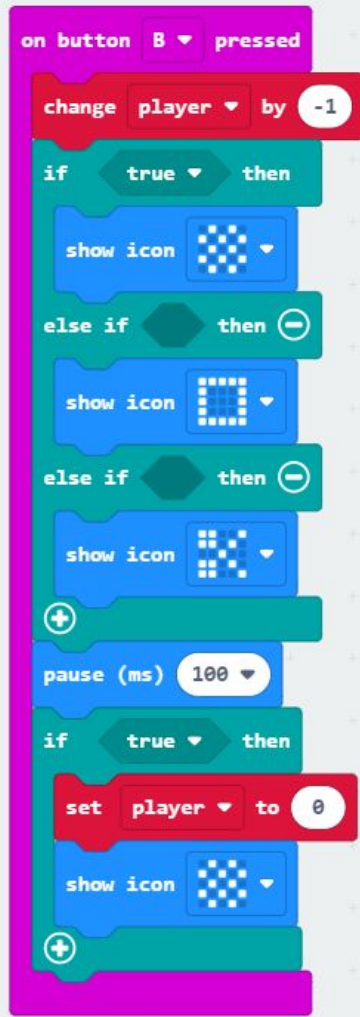 on button B pressed
change player by -1
if true then
show icon
else if then
show icon
else if then
show icon
pause (ms) 100
if true then
set player to 0
show icon